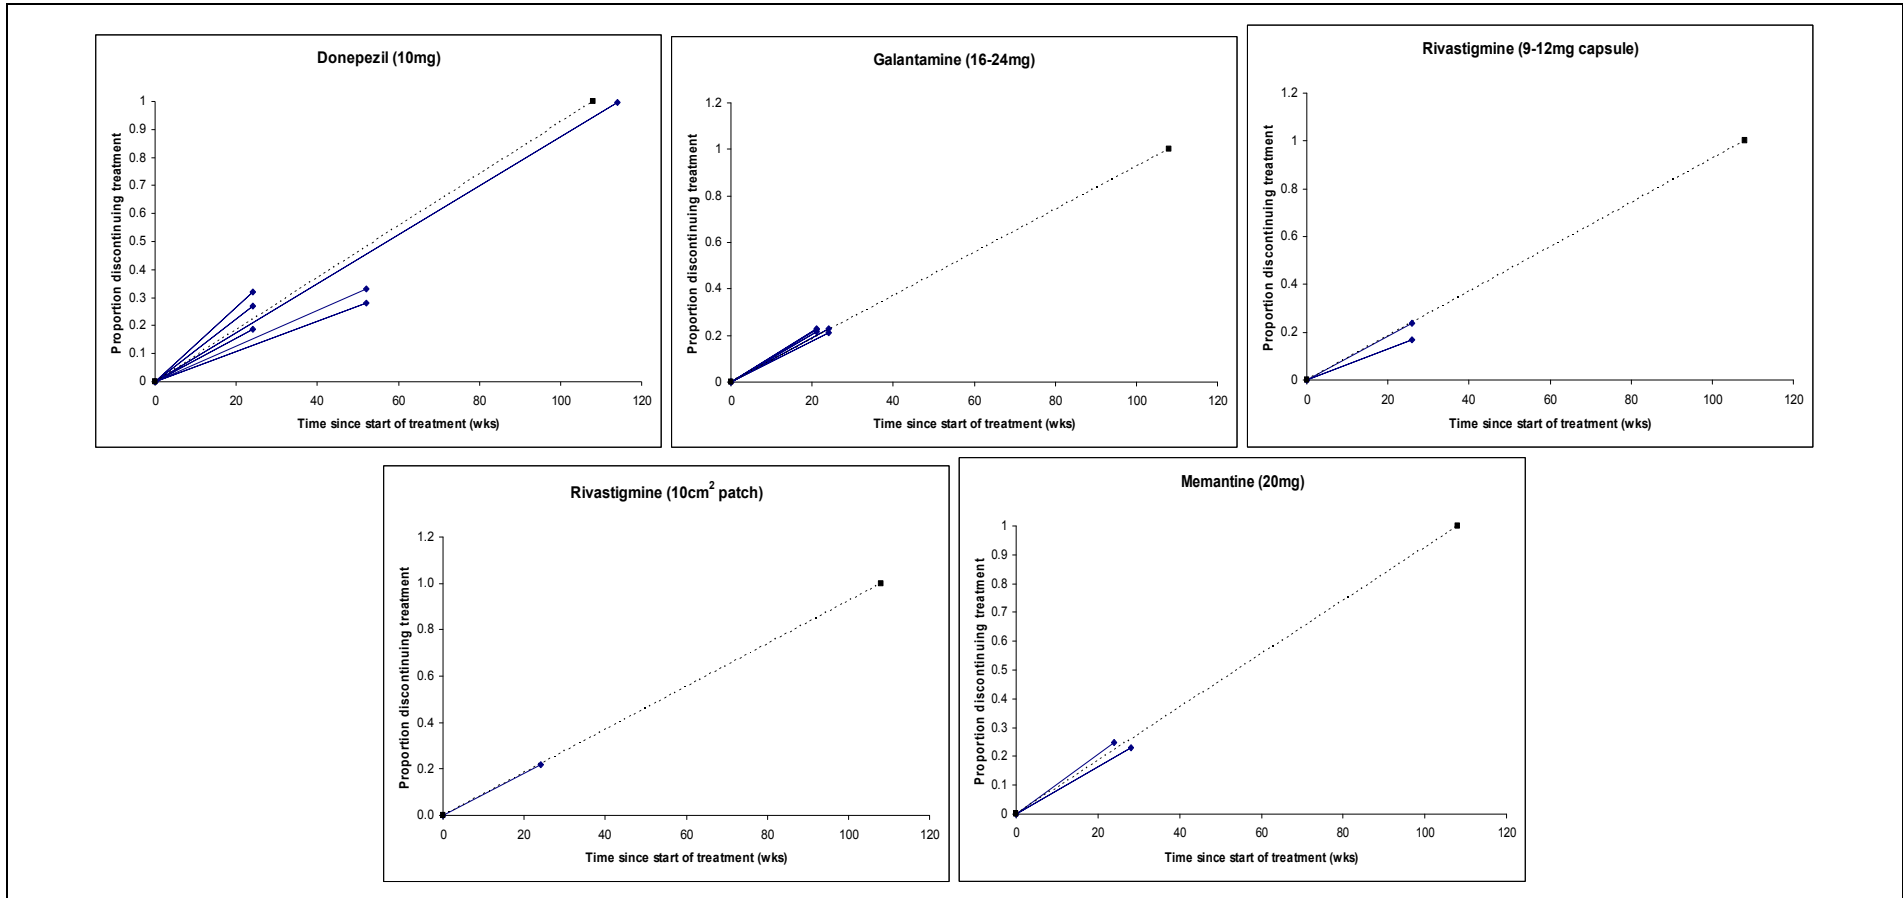 Donepezil (10mg)
1
0.9
0.8
0.7
0.6
0.5
0.4
0.3
0.2
0.1
0
0 20 40 60 80 100 120
Proportion discontinuing treatment
Time since start of treatment (wks)
Galantamine (16-24mg)
1.2
1
0.8
0.6
0.4
0.2
0
0 20 40 60 80 100 120
Proportion discontinuing treatment
Time since start of treatment (wks)
Rivastigmine (9-12mg capsule)
1.2
1
0.8
0.6
0.4
0.2
0
0 20 40 60 80 100 120
Proportion discontinuing treatment
Time since start of treatment (wks)
Rivastigmine (10cm² patch)
1.2
1.0
0.8
0.6
0.4
0.2
0.0
0 20 40 60 80 100 120
Proportion discontinuing treatment
Time since start of treatment (wks)
Memantine (20mg)
1
0.9
0.8
0.7
0.6
0.5
0.4
0.3
0.2
0.1
0
0 20 40 60 80 100 120
Proportion discontinuing treatment
Time since start of treatment (wks)